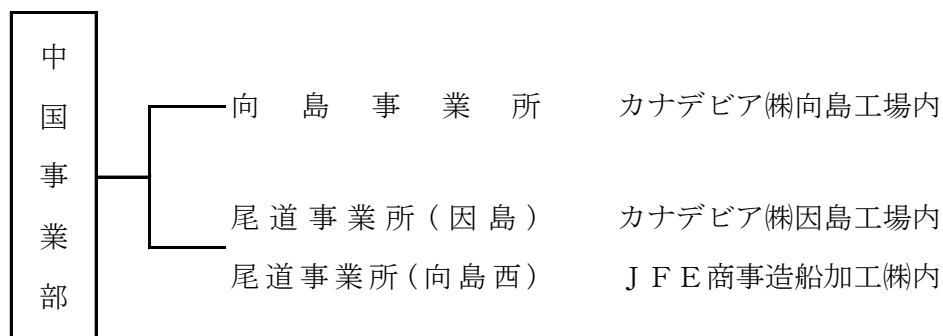 中国事業部
向島事業所 カナデビア㈱向島工場内
尾道事業所(因島) カナデビア㈱因島工場内
尾道事業所(向島西) ＪＦＥ商事造船加工㈱内